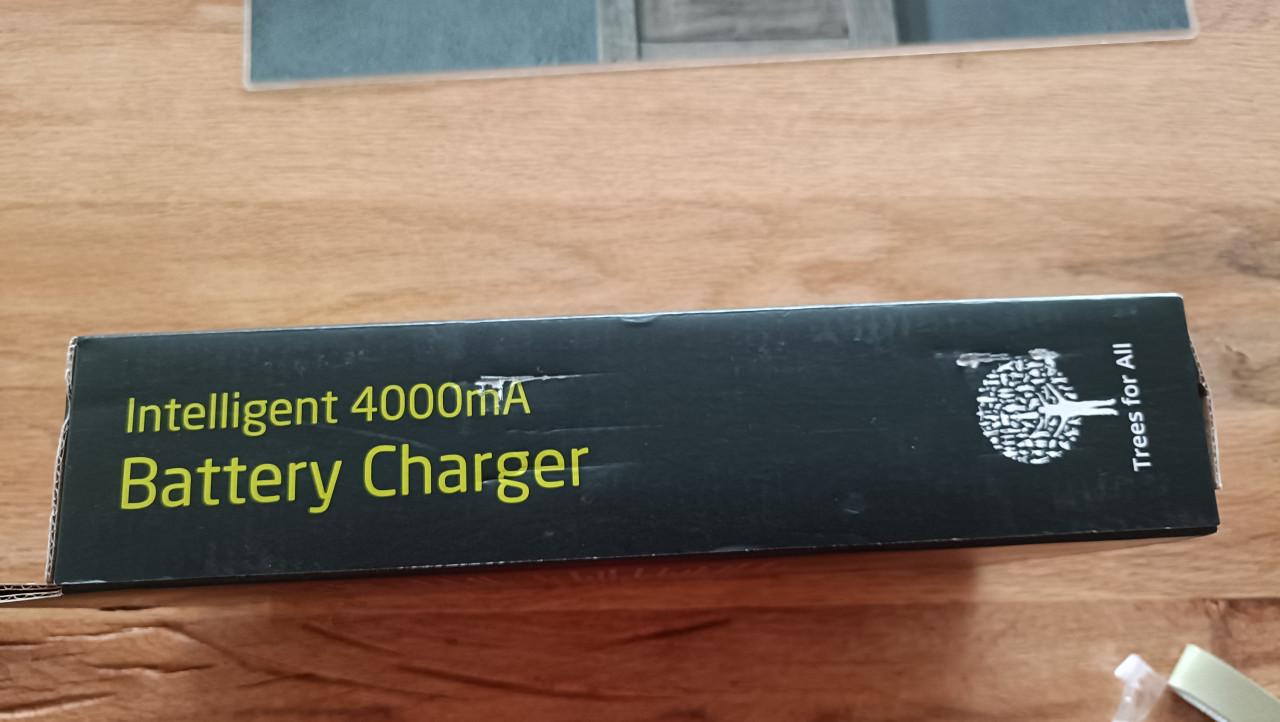 Intelligent 4000mA
Battery Charger
Trees for All